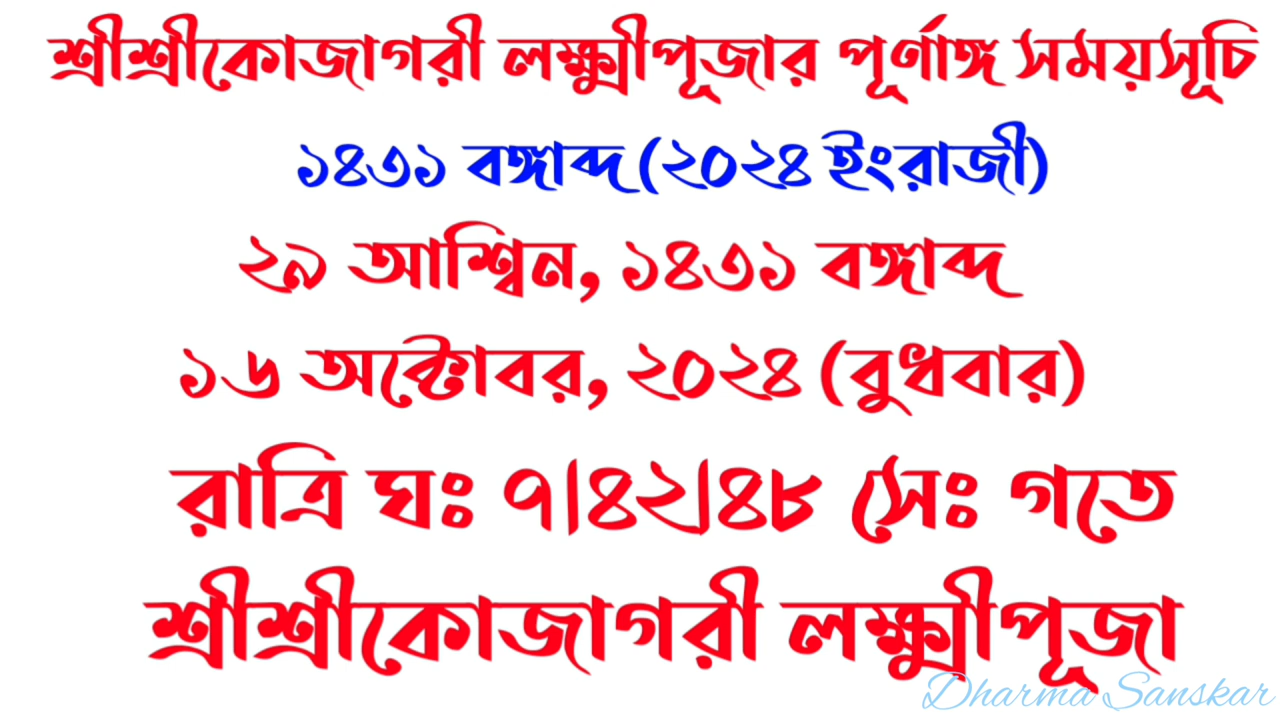 শ্রীশ্রীকোজাগরী লক্ষ্মীপূজার পূর্ণাঙ্গ সময়সূচি
১৪৩১ বঙ্গাব্দ (২০২৪ ইংরাজী)
২৯ আশ্বিন, ১৪৩১ বঙ্গাব্দ
১৬ অক্টোবর, ২০২৪ (বুধবার)
রাত্রি ঘঃ ৭|৪২|৪৮ সেঃ গতে
শ্রীশ্রীকোজাগরী লক্ষ্মীপূজা
Dharma Sanskar